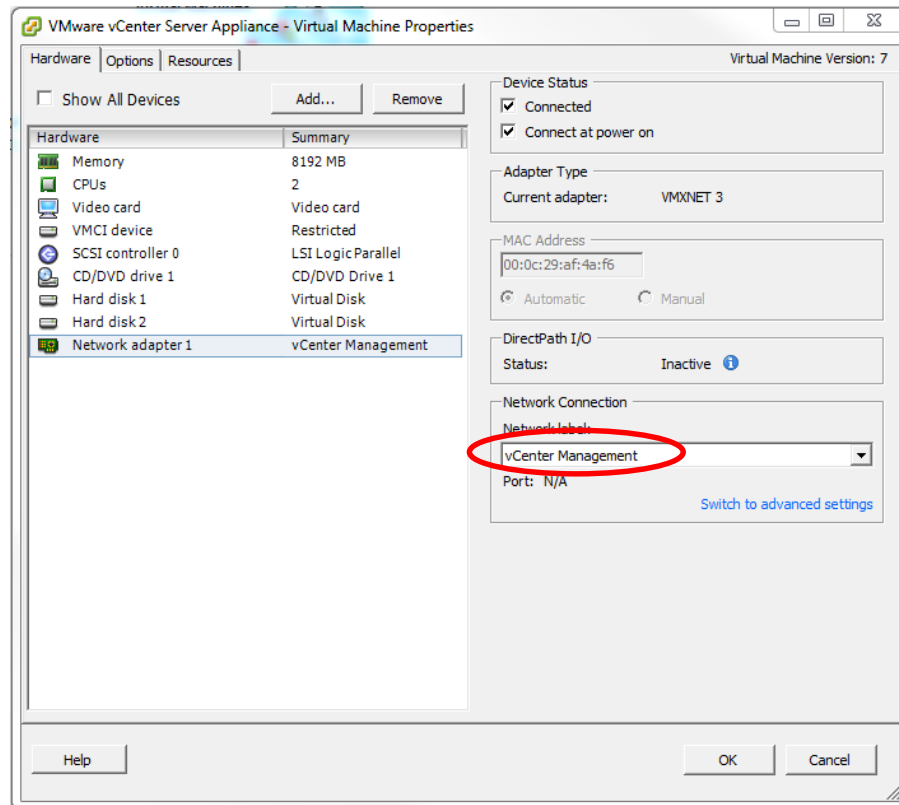 VMware vCenter Server Appliance - Virtual Machine Properties
Hardware Options Resources Virtual Machine Version: 7
Show All Devices Add... Remove
Hardware Summary
Memory 8192 MB
CPUs 2
Video card Video card
VMCI device Restricted
SCSI controller 0 LSI Logic Parallel
CD/DVD drive 1 CD/DVD Drive 1
Hard disk 1 Virtual Disk
Hard disk 2 Virtual Disk
Network adapter 1 vCenter Management
Device Status
Connected
Connect at power on
Adapter Type
Current adapter: VMXNET 3
MAC Address
00:0c:29:af:4a:f6
Automatic Manual
DirectPath I/O
Status: Inactive
Network Connection
Network label:
vCenter Management
Port: N/A
Switch to advanced settings
Help OK Cancel